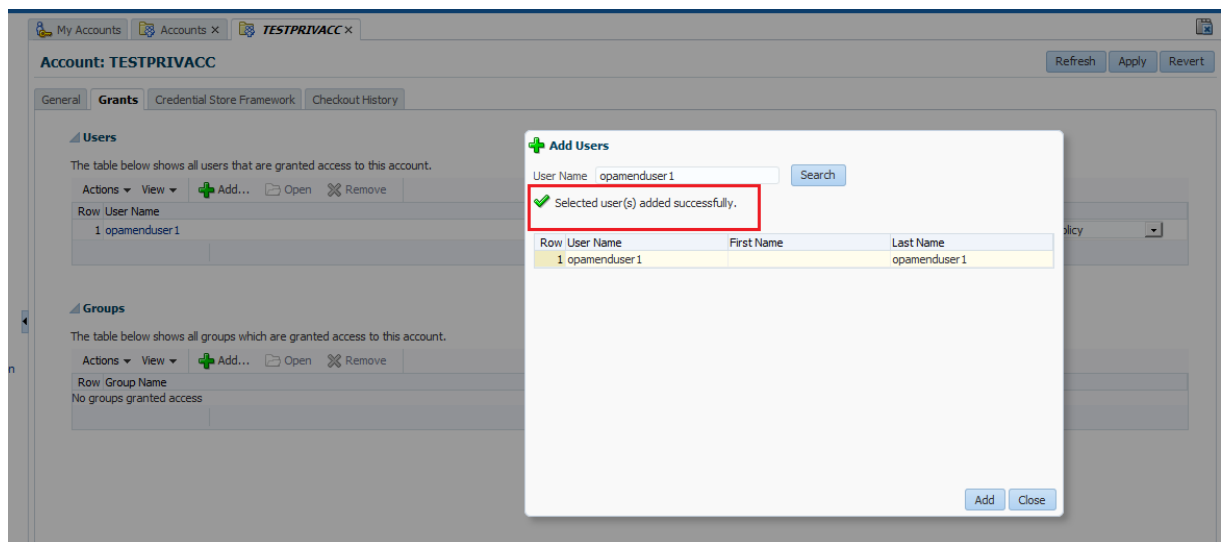 My Accounts Accounts × TESTPRIVACC ×
Account: TESTPRIVACC Refresh Apply Revert
General Grants Credential Store Framework Checkout History
Users
The table below shows all users that are granted access to this account.
Actions View Add... Open Remove
Row User Name
1 opamenduser1
Groups
The table below shows all groups which are granted access to this account.
Actions View Add... Open Remove
Row Group Name
No groups granted access
Add Users
User Name opamenduser1 Search
Selected user(s) added successfully.
Row User Name First Name Last Name
1 opamenduser1 opamenduser1
Add Close